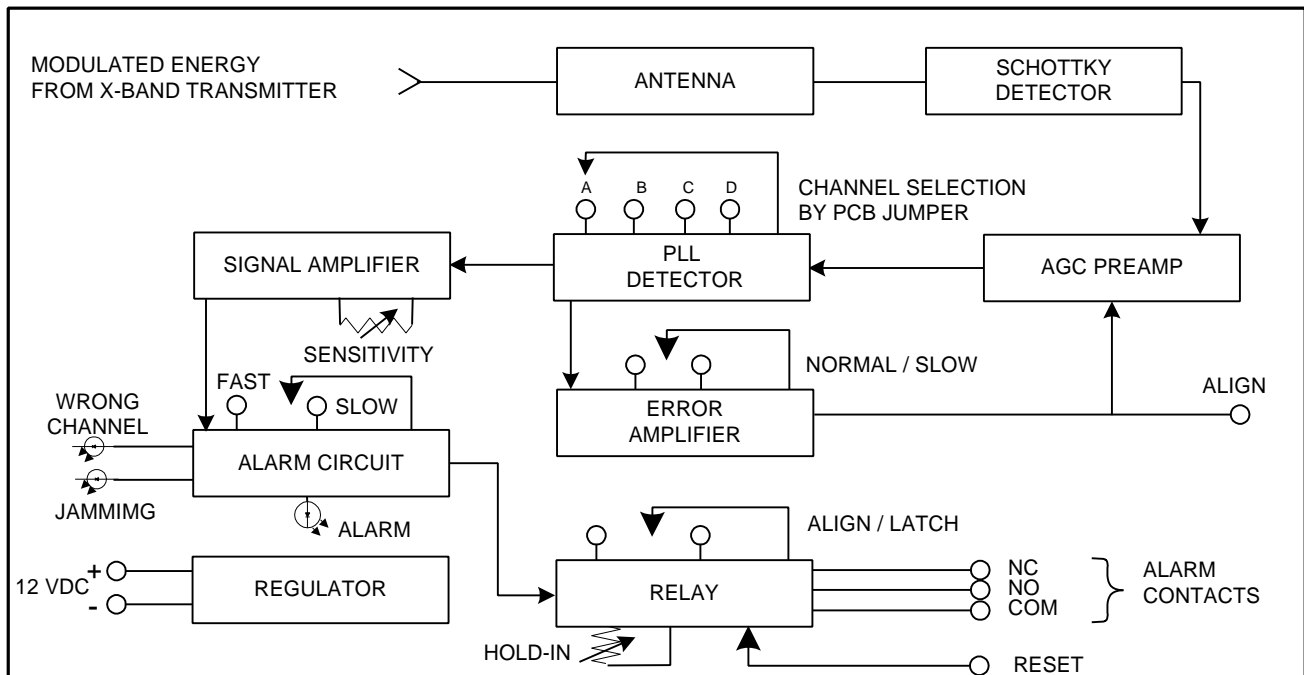 MODULATED ENERGY
FROM X-BAND TRANSMITTER
ANTENNA
SCHOTTKY
DETECTOR
A B C D
CHANNEL SELECTION
BY PCB JUMPER
SIGNAL AMPLIFIER
PLL
DETECTOR
AGC PREAMP
SENSITIVITY
NORMAL / SLOW
FAST
SLOW
WRONG
CHANNEL
ERROR
AMPLIFIER
ALIGN
ALARM CIRCUIT
JAMMIMG
ALARM
ALIGN / LATCH
12 VDC
+
-
REGULATOR
RELAY
NC
NO
COM
ALARM
CONTACTS
HOLD-IN
RESET